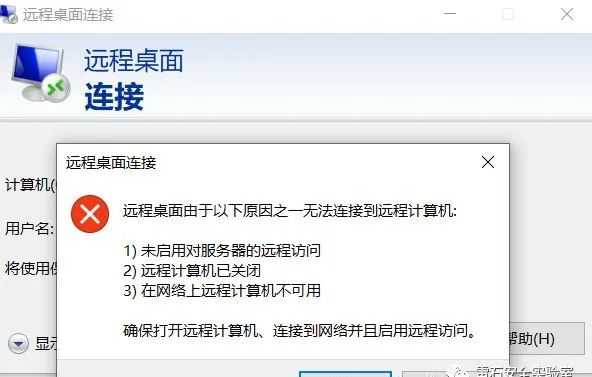 远程桌面连接
远程桌面
连接
远程桌面连接
计算机(
远程桌面由于以下原因之一无法连接到远程计算机:
用户名:
1) 未启用对服务器的远程访问
2) 远程计算机已关闭
将使用
3) 在网络上远程计算机不可用
确保打开远程计算机、连接到网络并且启用远程访问。
显示
帮助(H)
雷石安全实验室